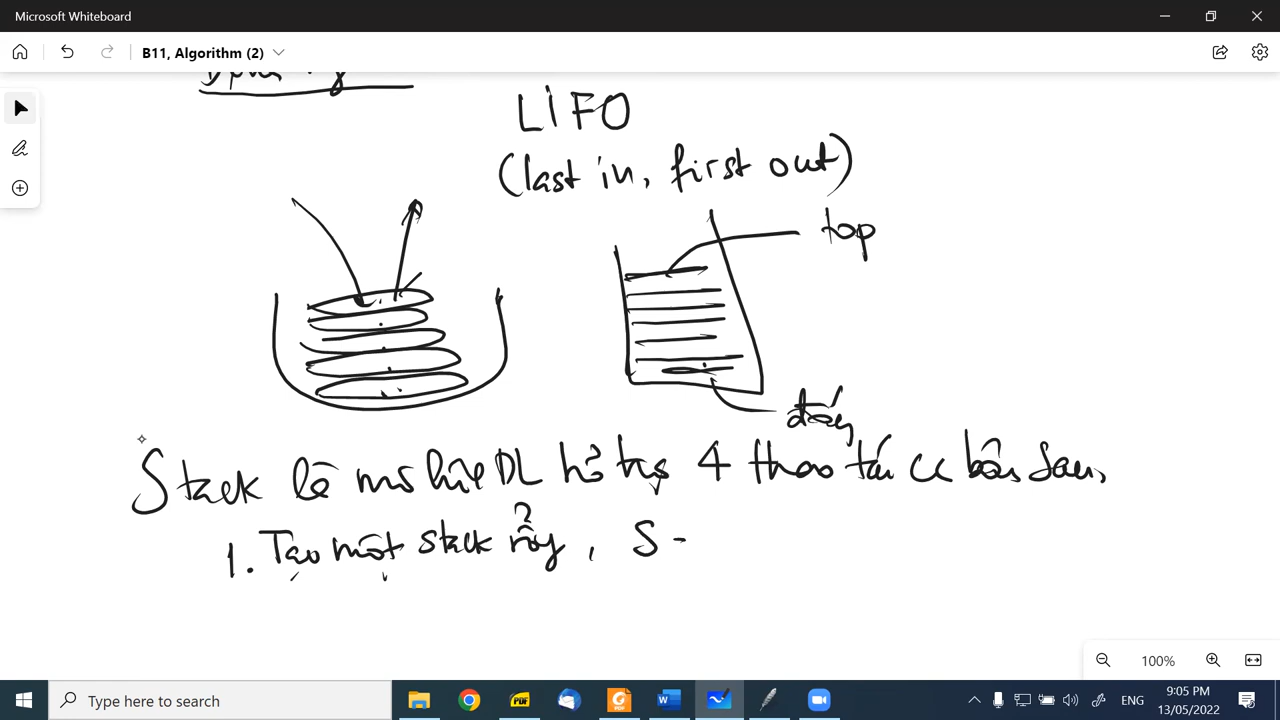 Microsoft Whiteboard
B11, Algorithm (2)
LIFO
(last in, first out)
top
đáy
Stack là mô hình DL hỗ trợ 4 thao tác cơ bản sau,
1. Tạo một stack rỗng, S -
100%
Type here to search
ENG
9:05 PM
13/05/2022